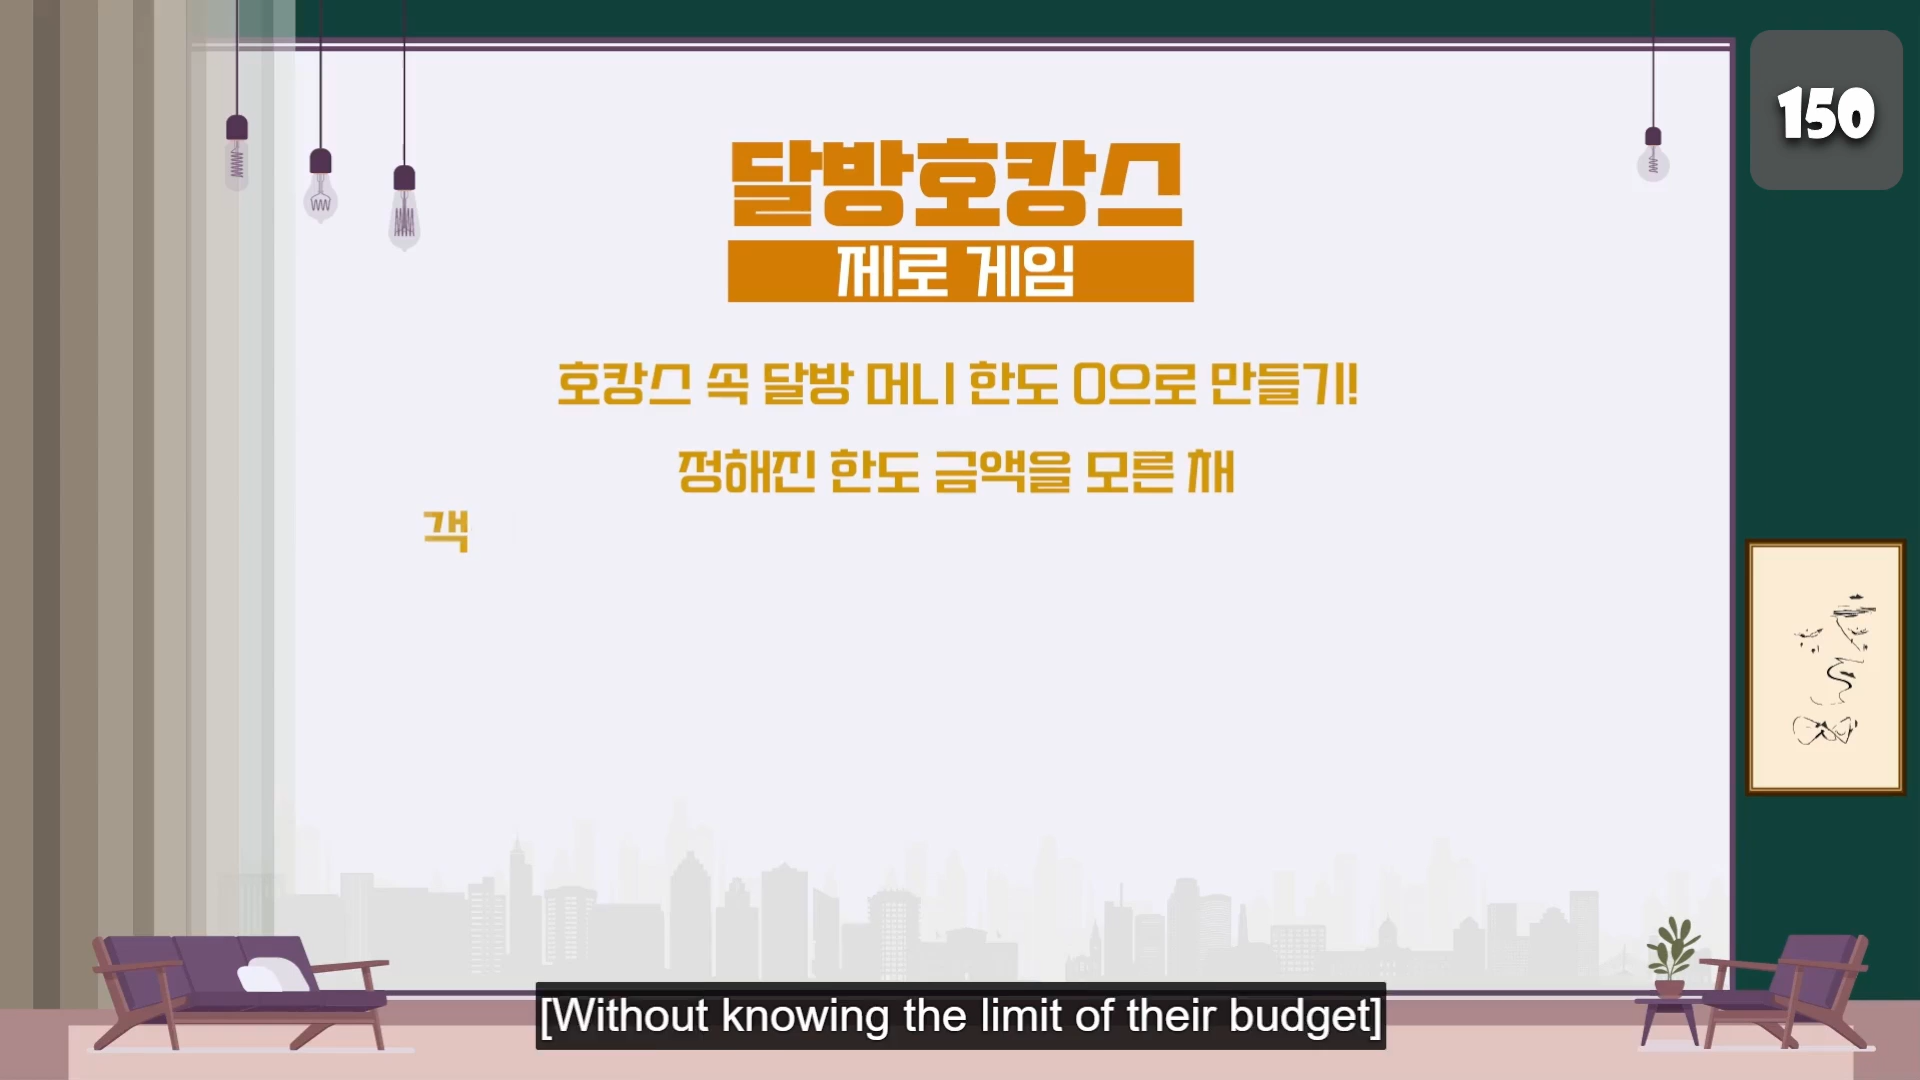 150
달방호캉스
제로 게임
호캉스 속 달방 머니 한도 0으로 만들기!
정해진 한도 금액을 모른 채
객
[Without knowing the limit of their budget]